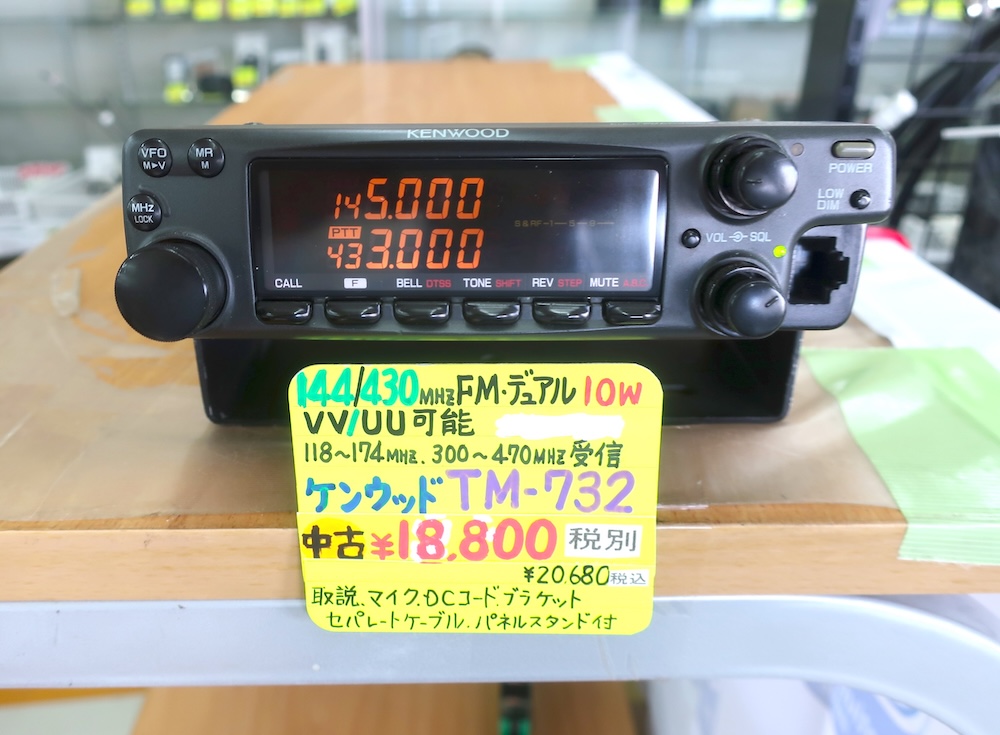 KENWOOD
VFO
M▶V
MR
M
MHz
LOCK
145.000
PTT
433.000
S&RF-1-5-9-
CALL F BELL DTSS TONE SHIFT REV STEP MUTE A.B.C
POWER
LOW
DIM
VOL SQL
144/430MHz FM・デュアル 10W
VV/UU可能
118～174MHz、300～470MHz 受信
ケンウッド TM-732
中古 ¥18,800 税別
¥20,680 税込
取説、マイク、DCコード、ブラケット
セパレートケーブル、パネルスタンド付